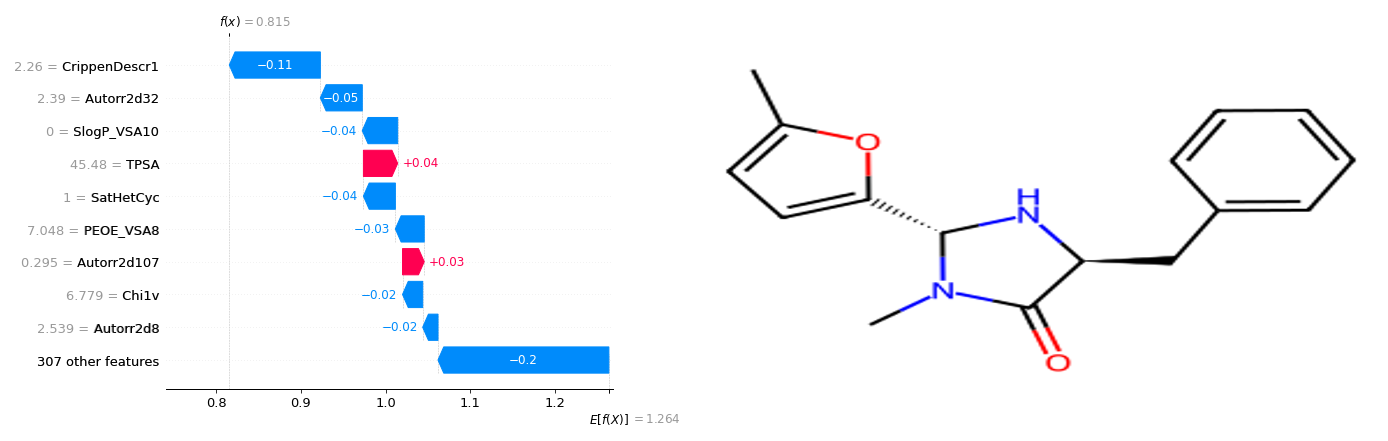 f(x) = 0.815
2.26 = CrippenDescr1
−0.11
2.39 = Autorr2d32
−0.05
0 = SlogP_VSA10
−0.04
45.48 = TPSA
+0.04
1 = SatHetCyc
−0.04
7.048 = PEOE_VSA8
−0.03
0.295 = Autorr2d107
+0.03
6.779 = Chi1v
−0.02
2.539 = Autorr2d8
−0.02
307 other features
−0.2
0.8 0.9 1.0 1.1 1.2
E[f(X)] = 1.264
O
H
N
N
O